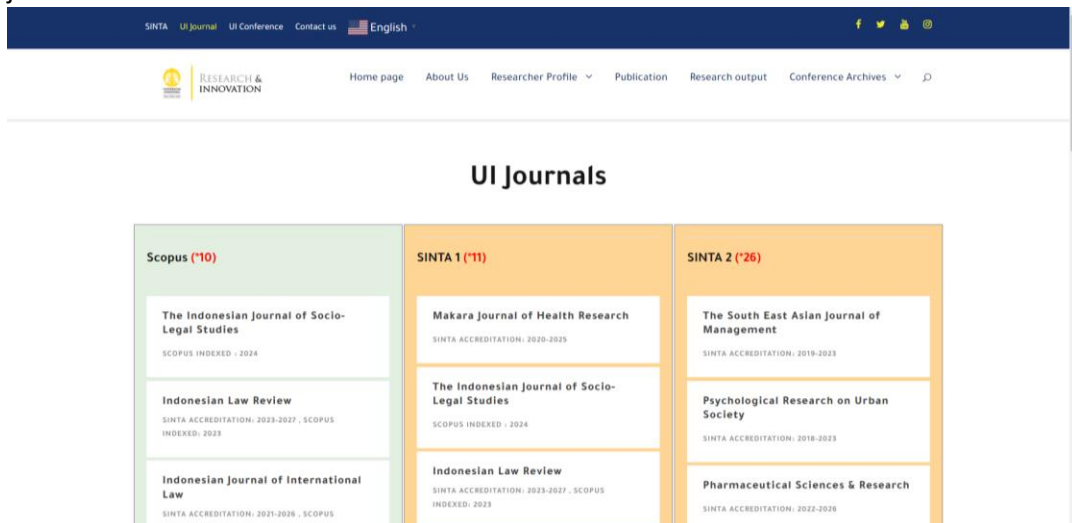 SINTA UI Journal UI Conference Contact us English
RESEARCH &
INNOVATION
Home page About Us Researcher Profile Publication Research output Conference Archives
UI Journals
Scopus (*10)
The Indonesian Journal of Socio-
Legal Studies
SCOPUS INDEXED : 2024
Indonesian Law Review
SINTA ACCREDITATION: 2023-2027 , SCOPUS
INDEXED: 2023
Indonesian Journal of International
Law
SINTA ACCREDITATION: 2021-2026 , SCOPUS
SINTA 1 (*11)
Makara Journal of Health Research
SINTA ACCREDITATION: 2020-2025
The Indonesian Journal of Socio-
Legal Studies
SCOPUS INDEXED : 2024
Indonesian Law Review
SINTA ACCREDITATION: 2023-2027 , SCOPUS
INDEXED: 2023
SINTA 2 (*26)
The South East Asian Journal of
Management
SINTA ACCREDITATION: 2019-2023
Psychological Research on Urban
Society
SINTA ACCREDITATION: 2018-2023
Pharmaceutical Sciences & Research
SINTA ACCREDITATION: 2022-2026